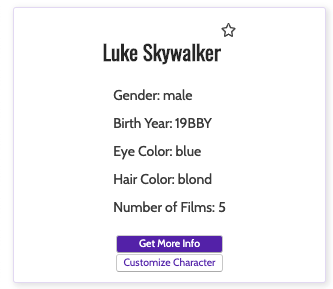 Luke Skywalker
Gender: male
Birth Year: 19BBY
Eye Color: blue
Hair Color: blond
Number of Films: 5
Get More Info
Customize Character